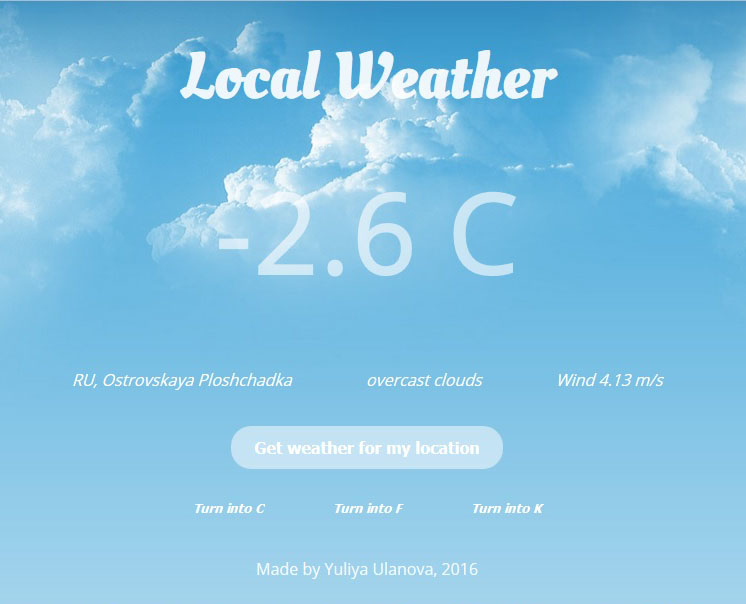 Local Weather
-2.6 C
RU, Ostrovskaya Ploshchadka overcast clouds Wind 4.13 m/s
Get weather for my location
Turn into C Turn into F Turn into K
Made by Yuliya Ulanova, 2016